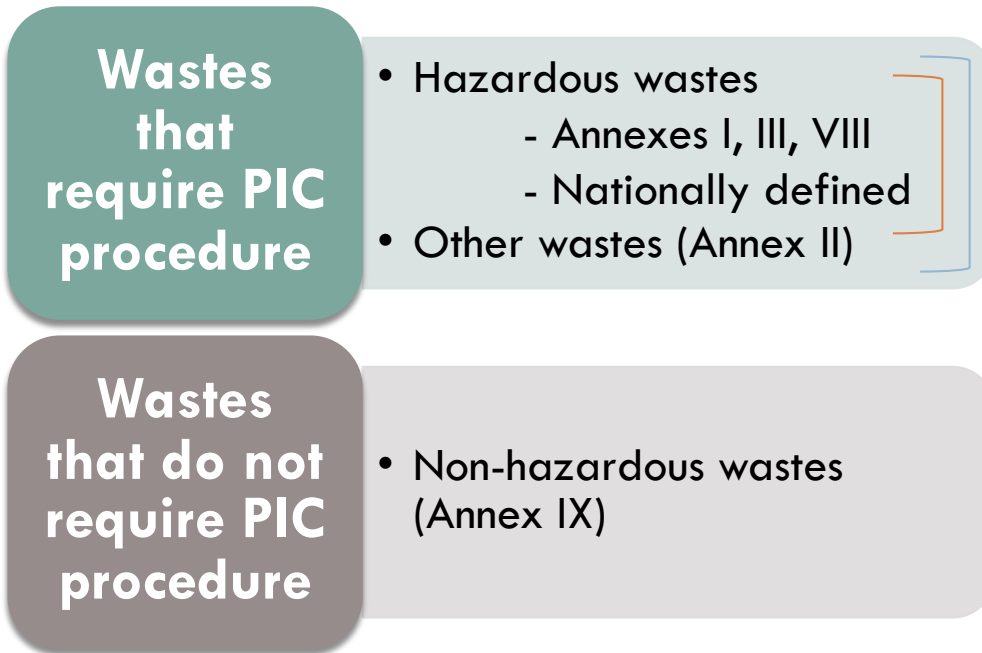 Wastes
that
require PIC
procedure
• Hazardous wastes
- Annexes I, III, VIII
- Nationally defined
• Other wastes (Annex II)
Wastes
that do not
require PIC
procedure
• Non-hazardous wastes
(Annex IX)